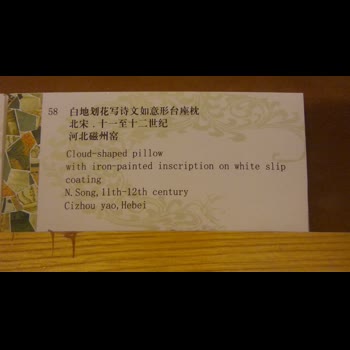 58 白地划花写诗文如意形台座枕
北宋．十一至十二世纪
河北磁州窑
Cloud-shaped pillow
with iron-painted inscription on white slip
coating
N. Song, 11th-12th century
Cizhou yao, Hebei